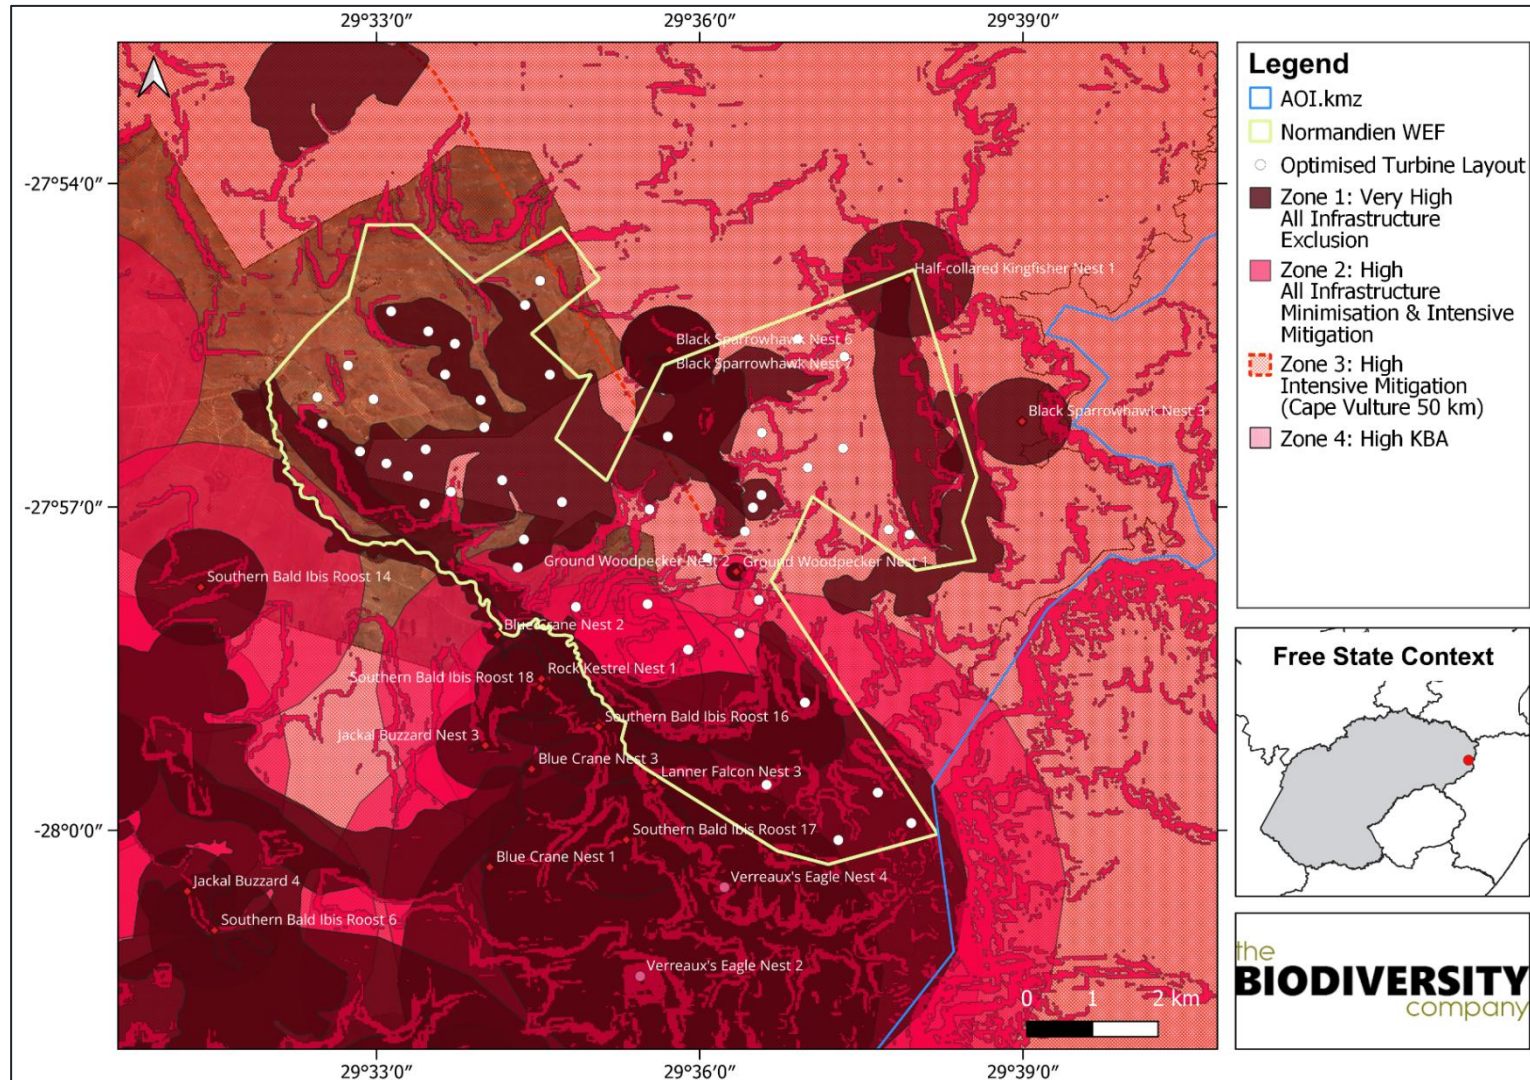 29°33'0" 29°36'0" 29°39'0"
Legend
AOI.kmz
Normandien WEF
Optimised Turbine Layout
Zone 1: Very High
All Infrastructure
Exclusion
Zone 2: High
All Infrastructure
Minimisation & Intensive
Mitigation
Zone 3: High
Intensive Mitigation
(Cape Vulture 50 km)
Zone 4: High KBA
-27°54'0"
Half-collared Kingfisher Nest 1
Black Sparrowhawk Nest 6
Black Sparrowhawk Nest 7
Black Sparrowhawk Nest 3
-27°57'0"
Ground Woodpecker Nest 2
Ground Woodpecker Nest 1
Southern Bald Ibis Roost 14
Blue Crane Nest 2
Rock Kestrel Nest 1
Southern Bald Ibis Roost 18
Southern Bald Ibis Roost 16
Jackal Buzzard Nest 3
Blue Crane Nest 3
Lanner Falcon Nest 3
-28°0'0"
Southern Bald Ibis Roost 17
Blue Crane Nest 1
Verreaux's Eagle Nest 4
Jackal Buzzard 4
Southern Bald Ibis Roost 6
Verreaux's Eagle Nest 2
0 1 2 km
29°33'0" 29°36'0" 29°39'0"
Free State Context
the
BIODIVERSITY
company